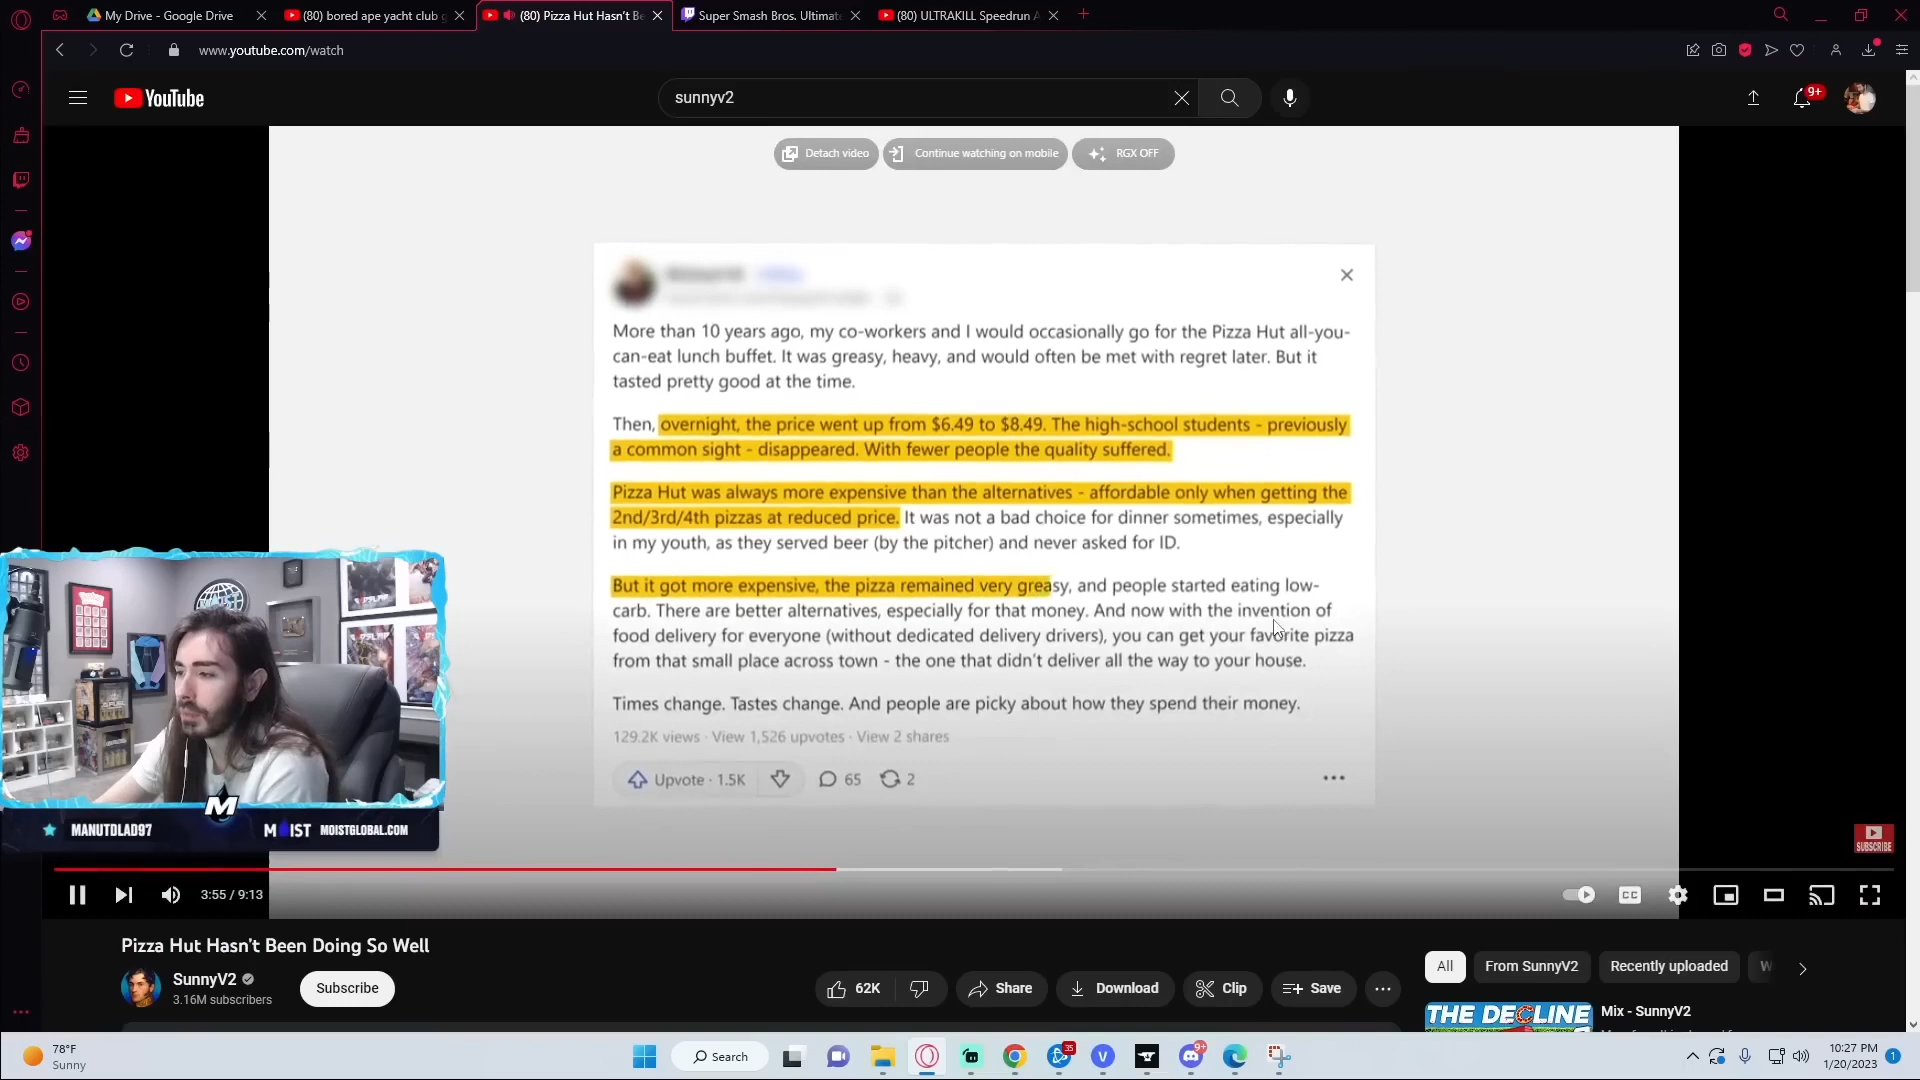 My Drive - Google Drive
(80) bored ape yacht club g
(80) Pizza Hut Hasn't Be
Super Smash Bros. Ultimate
(80) ULTRAKILL Speedrun A
www.youtube.com/watch
YouTube
sunnyv2
9+
Detach video
Continue watching on mobile
RGX OFF
More than 10 years ago, my co-workers and I would occasionally go for the Pizza Hut all-you-
can-eat lunch buffet. It was greasy, heavy, and would often be met with regret later. But it
tasted pretty good at the time.
Then, overnight, the price went up from $6.49 to $8.49. The high-school students - previously
a common sight - disappeared. With fewer people the quality suffered.
Pizza Hut was always more expensive than the alternatives - affordable only when getting the
2nd/3rd/4th pizzas at reduced price. It was not a bad choice for dinner sometimes, especially
in my youth, as they served beer (by the pitcher) and never asked for ID.
But it got more expensive, the pizza remained very greasy, and people started eating low-
carb. There are better alternatives, especially for that money. And now with the invention of
food delivery for everyone (without dedicated delivery drivers), you can get your favorite pizza
from that small place across town - the one that didn't deliver all the way to your house.
Times change. Tastes change. And people are picky about how they spend their money.
129.2K views · View 1,526 upvotes · View 2 shares
Upvote · 1.5K
65
2
M
MANUTDLAD97
MOIST
MOISTGLOBAL.COM
SUBSCRIBE
3:55 / 9:13
CC
Pizza Hut Hasn't Been Doing So Well
SunnyV2
3.16M subscribers
Subscribe
62K
Share
Download
Clip
Save
All
From SunnyV2
Recently uploaded
W
THE DECLINE
Mix - SunnyV2
78°F
Sunny
Search
35
9+
10:27 PM
1/20/2023
1